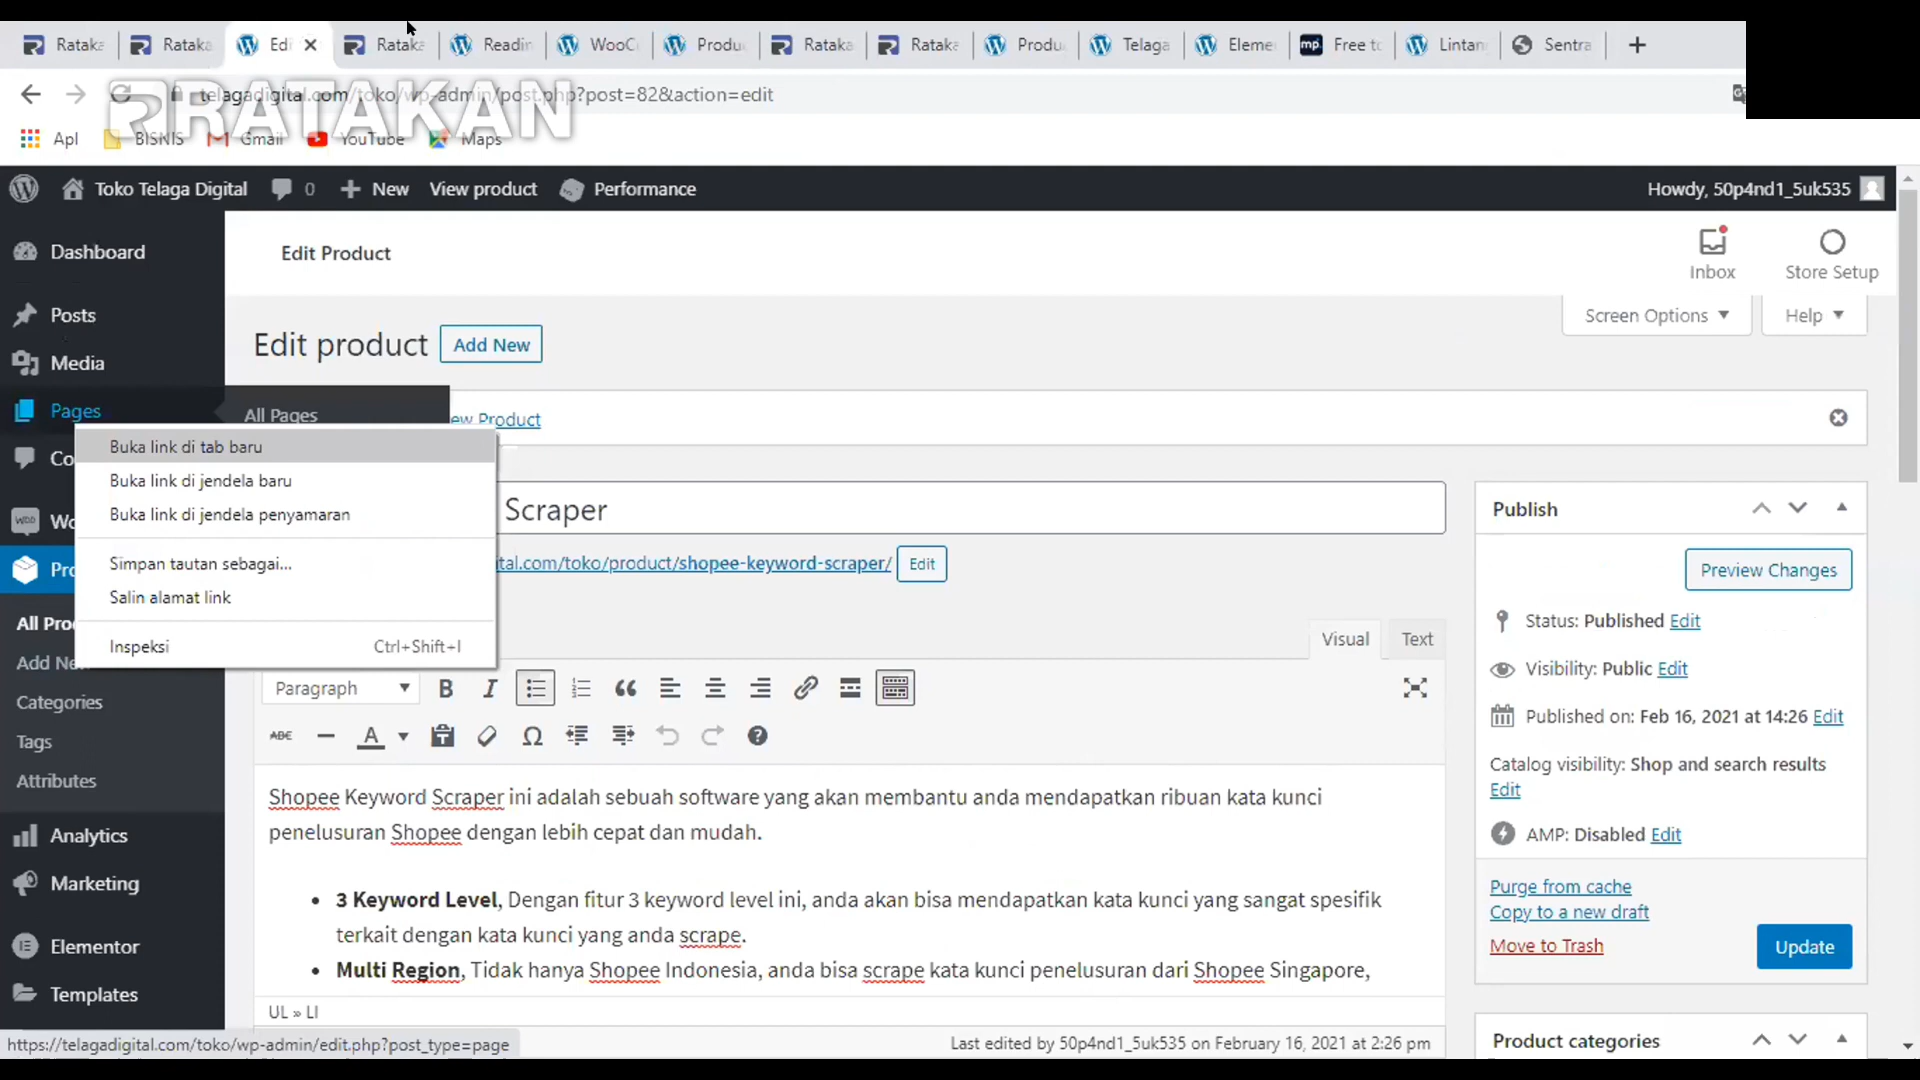 Rataka
Rataka
Edi
Rataka
Readin
WooC
Produ
Rataka
Rataka
Produ
Telaga
Eleme
mp. Free to
Lintan
Sentra
telagadigital.com/toko/wp-admin/post.php?post=82&action=edit
RATAKAN
Apl
BISNIS
Gmail
YouTube
Maps
Toko Telaga Digital
0
New
View product
Performance
Howdy, 50p4nd1_5uk535
Dashboard
Edit Product
Inbox
Store Setup
Posts
Screen Options
Help
Edit product
Add New
Media
Pages
All Pages
ew Product
Buka link di tab baru
Buka link di jendela baru
Buka link di jendela penyamaran
Simpan tautan sebagai...
Salin alamat link
Inspeksi
Ctrl+Shift+I
Co
Wo
Pro
Scraper
Publish
tal.com/toko/product/shopee-keyword-scraper/
Edit
Preview Changes
All Pro
Add Ne
Categories
Tags
Attributes
Analytics
Marketing
Elementor
Templates
Visual
Text
Status: Published Edit
Visibility: Public Edit
Published on: Feb 16, 2021 at 14:26 Edit
Catalog visibility: Shop and search results
Edit
AMP: Disabled Edit
Purge from cache
Copy to a new draft
Move to Trash
Update
Paragraph
B
I
ABC
A
Shopee Keyword Scraper ini adalah sebuah software yang akan membantu anda mendapatkan ribuan kata kunci
penelusuran Shopee dengan lebih cepat dan mudah.
3 Keyword Level, Dengan fitur 3 keyword level ini, anda akan bisa mendapatkan kata kunci yang sangat spesifik
terkait dengan kata kunci yang anda scrape.
Multi Region, Tidak hanya Shopee Indonesia, anda bisa scrape kata kunci penelusuran dari Shopee Singapore,
UL » LI
https://telagadigital.com/toko/wp-admin/edit.php?post_type=page
Last edited by 50p4nd1_5uk535 on February 16, 2021 at 2:26 pm
Product categories